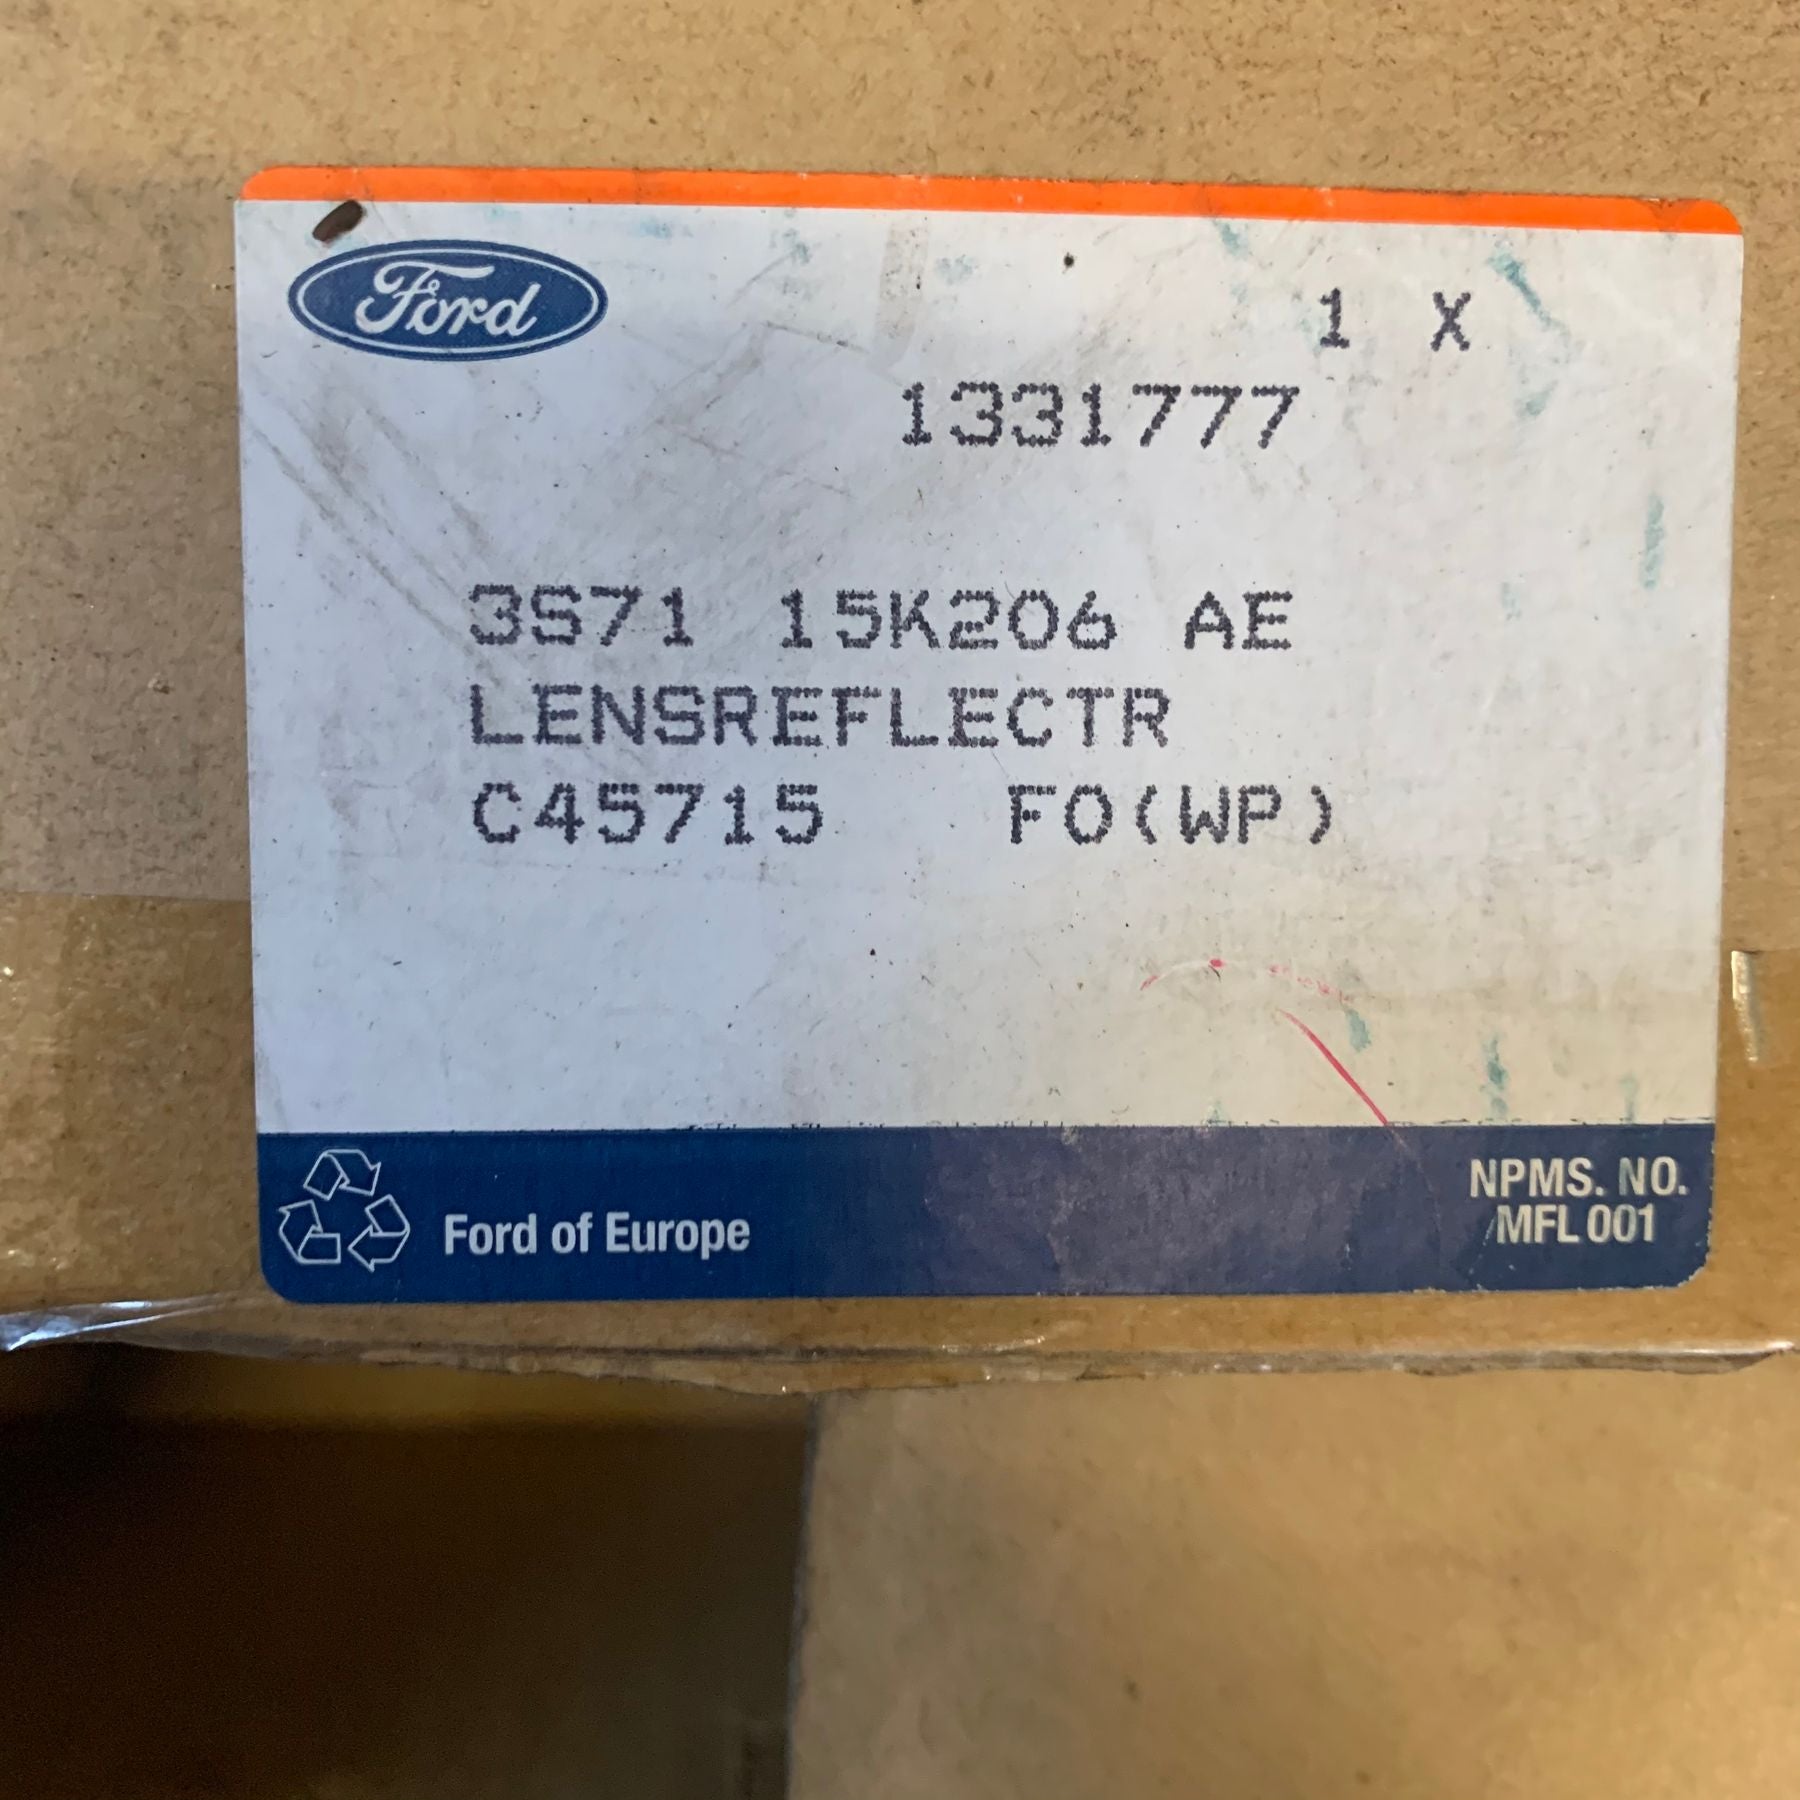 Ford
1 X
1331777
3S71 15K206 AE
LENSREFLECTR
C45715 FO(WP)
Ford of Europe
NPMS. NO.
MFL 001